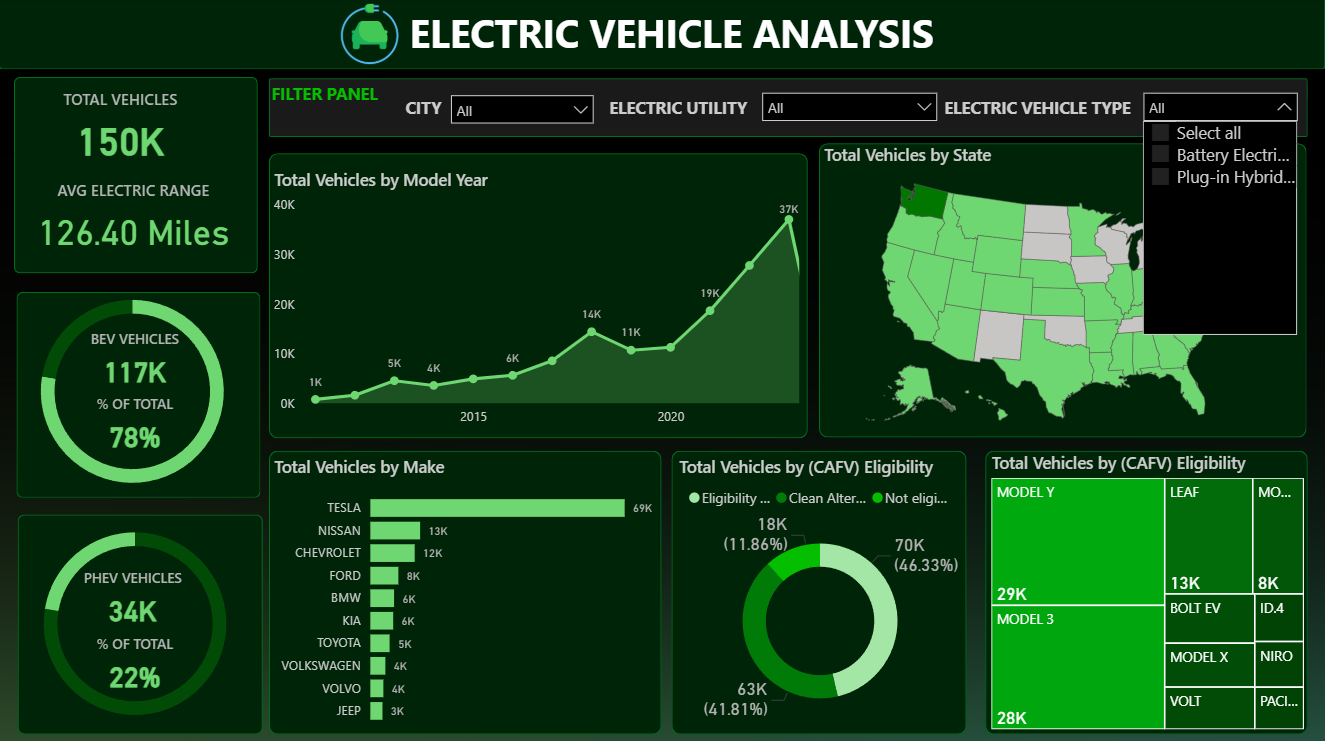 ELECTRIC VEHICLE ANALYSIS
TOTAL VEHICLES
150K
AVG ELECTRIC RANGE
126.40 Miles
FILTER PANEL
CITY
All
ELECTRIC UTILITY
All
ELECTRIC VEHICLE TYPE
All
Select all
Battery Electri...
Plug-in Hybrid...
BEV VEHICLES
117K
% OF TOTAL
78%
PHEV VEHICLES
34K
% OF TOTAL
22%
Total Vehicles by Model Year
40K
30K
20K
10K
0K
1K
5K
4K
6K
14K
11K
19K
37K
2015
2020
Total Vehicles by State
Total Vehicles by Make
TESLA 69K
NISSAN 13K
CHEVROLET 12K
FORD 8K
BMW 6K
KIA 6K
TOYOTA 5K
VOLKSWAGEN 4K
VOLVO 4K
JEEP 3K
Total Vehicles by (CAFV) Eligibility
Eligibility ... Clean Alter... Not eligi...
18K
(11.86%)
70K
(46.33%)
63K
(41.81%)
Total Vehicles by (CAFV) Eligibility
MODEL Y
29K
MODEL 3
28K
LEAF
13K
MO...
8K
BOLT EV
ID.4
MODEL X
NIRO
VOLT
PACI...